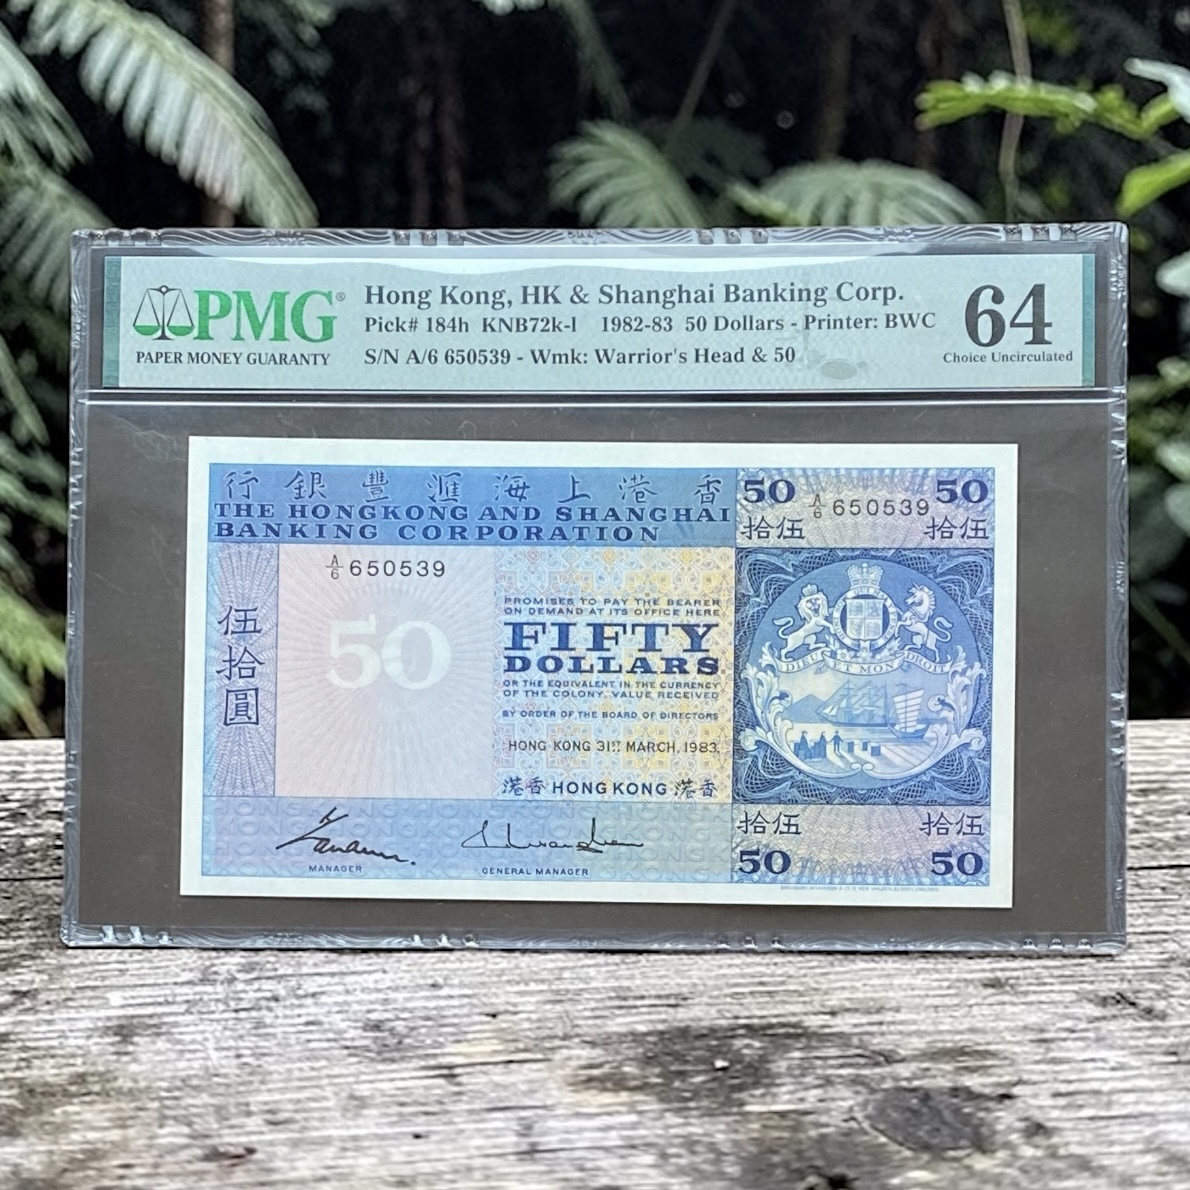 PMG®
PAPER MONEY GUARANTY
Hong Kong, HK & Shanghai Banking Corp.
Pick# 184h KNB72k-l 1982-83 50 Dollars - Printer: BWC
S/N A/6 650539 - Wmk: Warrior's Head & 50
64
Choice Uncirculated
行銀豐滙海上港香
THE HONGKONG AND SHANGHAI
BANKING CORPORATION
50 A/6 650539 50
拾伍 拾伍
A/6 650539
伍拾圓
50
PROMISES TO PAY THE BEARER
ON DEMAND AT ITS OFFICE HERE
FIFTY
DOLLARS
OR THE EQUIVALENT IN THE CURRENCY
OF THE COLONY, VALUE RECEIVED
BY ORDER OF THE BOARD OF DIRECTORS
HONG KONG 31ST MARCH, 1983.
港香 HONG KONG 港香
DIEU ET MON DROIT
MANAGER
GENERAL MANAGER
拾伍 拾伍
50 50